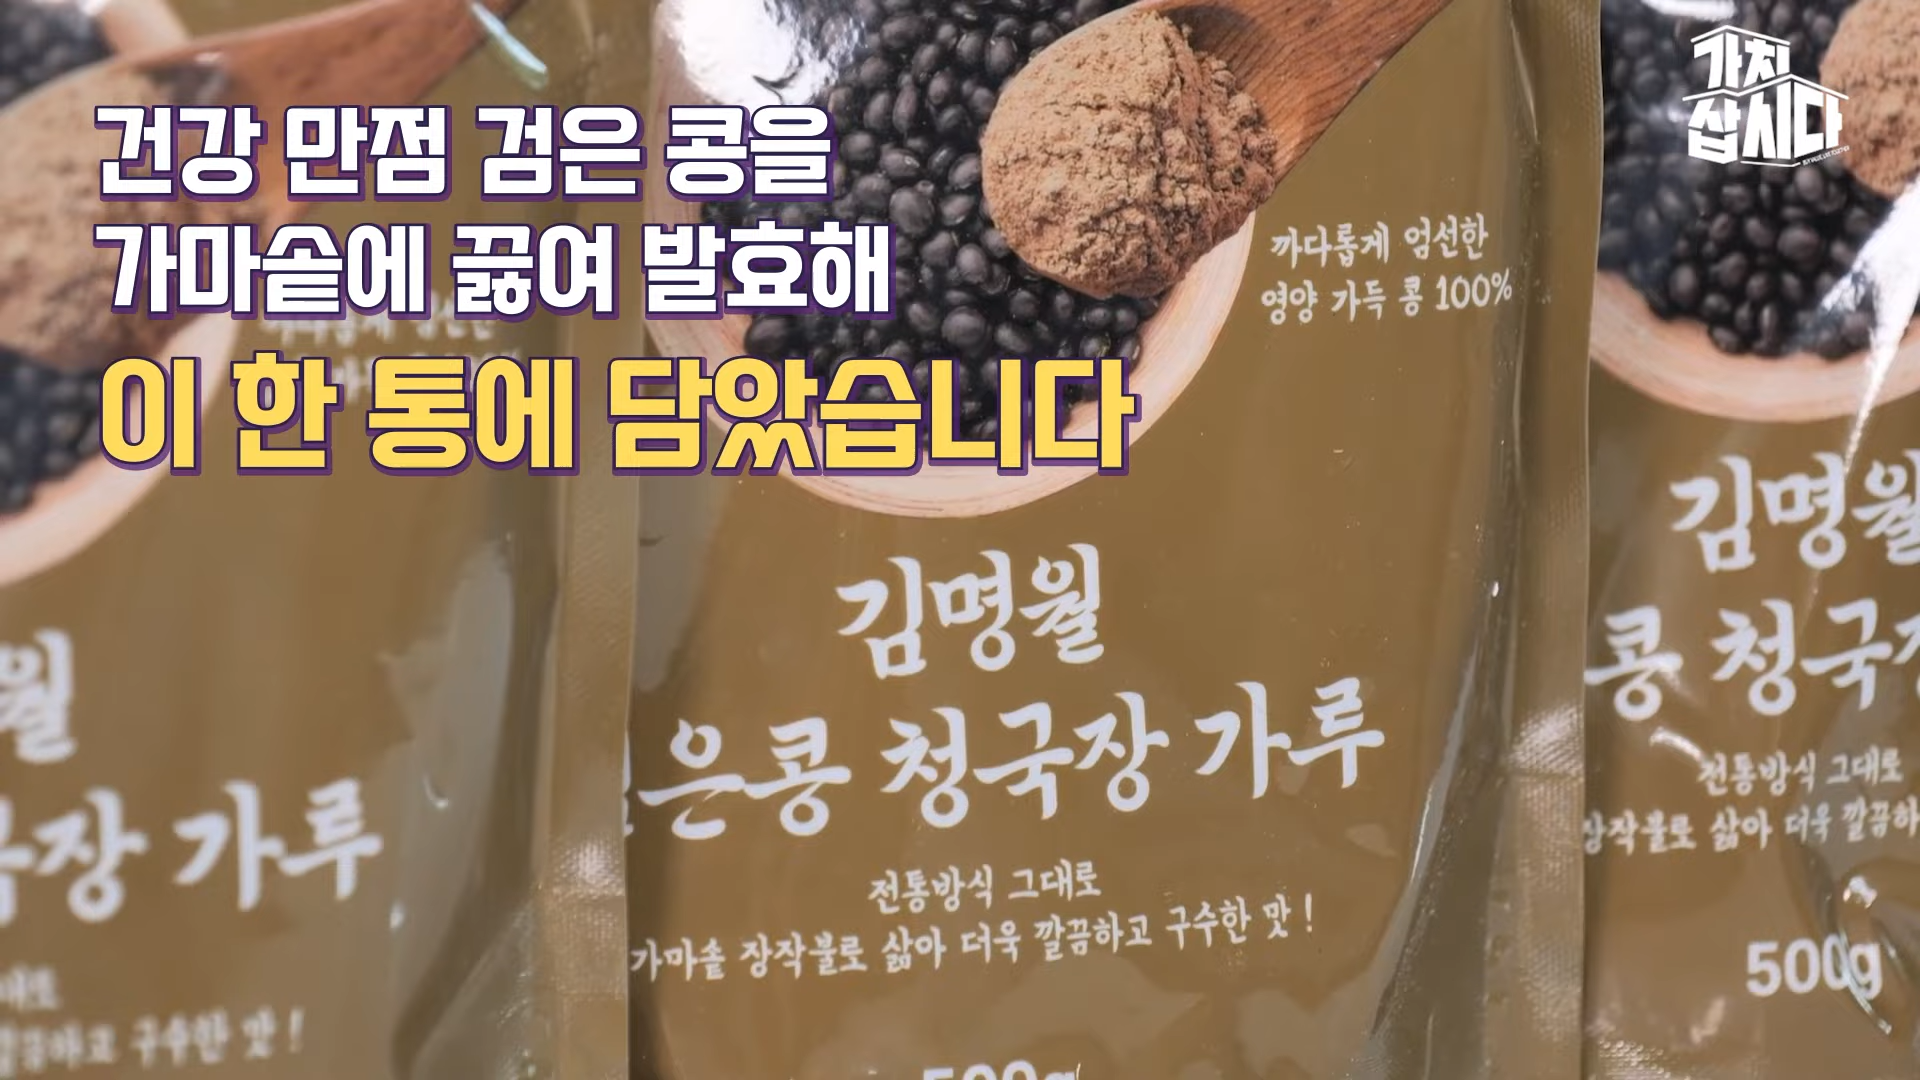 건강 만점 검은 콩을
가마솥에 끓여 발효해
이 한 통에 담았습니다
가치
삽시다
까다롭게 엄선한
영양 가득 콩 100%
김명월
은콩 청국장 가루
전통방식 그대로
가마솥 장작불로 삶아 더욱 깔끔하고 구수한 맛!
500g
월
장 가루
구수한 맛!
김명월
콩 청국장
전통방식 그대로
장작불로 삶아 더욱 깔끔하
500g